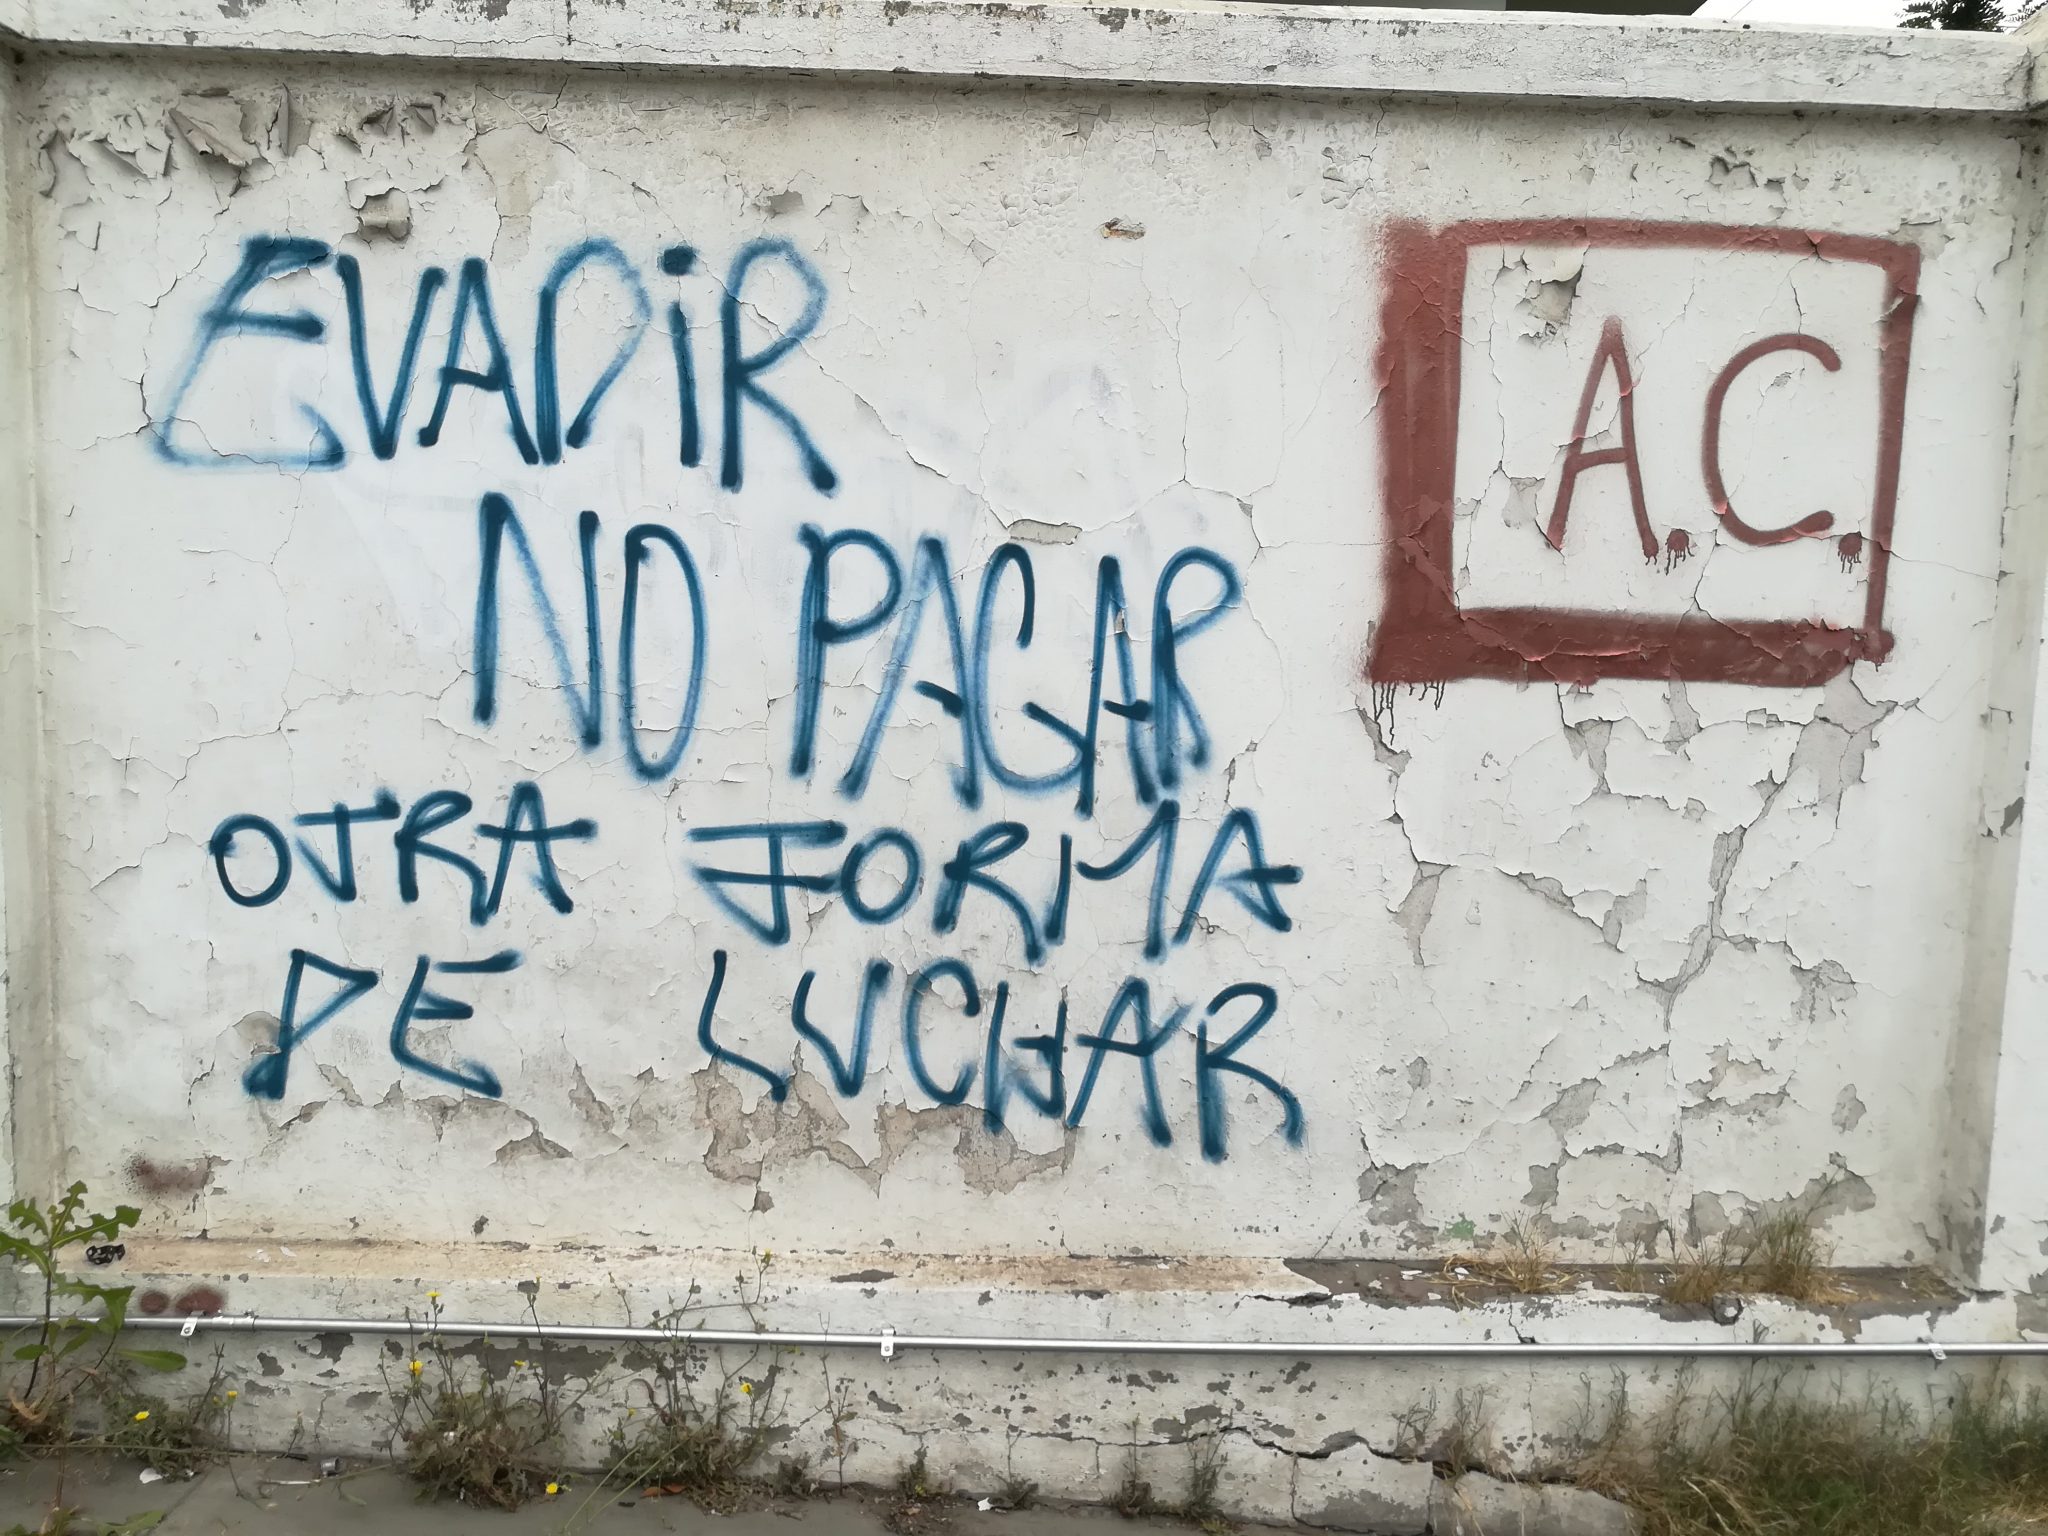 EVADIR
NO PAGAR
OTRA FORMA
DE LUCHAR
A.C.